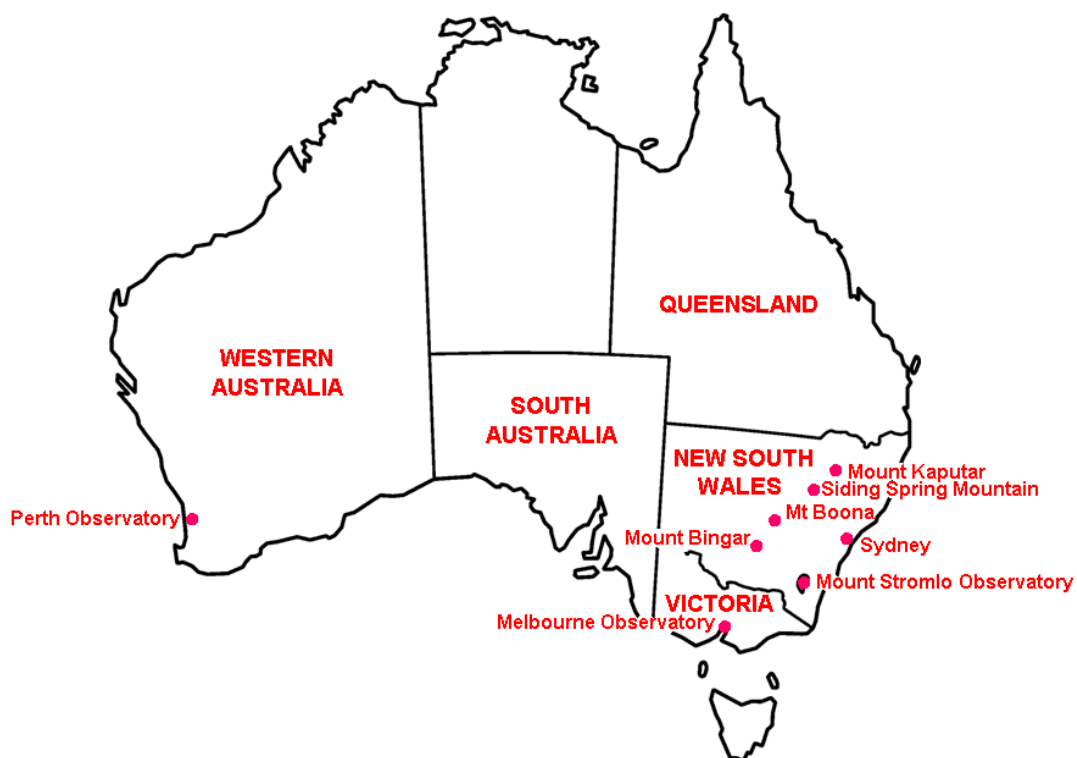 QUEENSLAND
WESTERN
AUSTRALIA
SOUTH
AUSTRALIA
NEW SOUTH
WALES
Mount Kaputar
Siding Spring Mountain
Mt Boona
Perth Observatory
Mount Bingar
Sydney
Mount Stromlo Observatory
VICTORIA
Melbourne Observatory